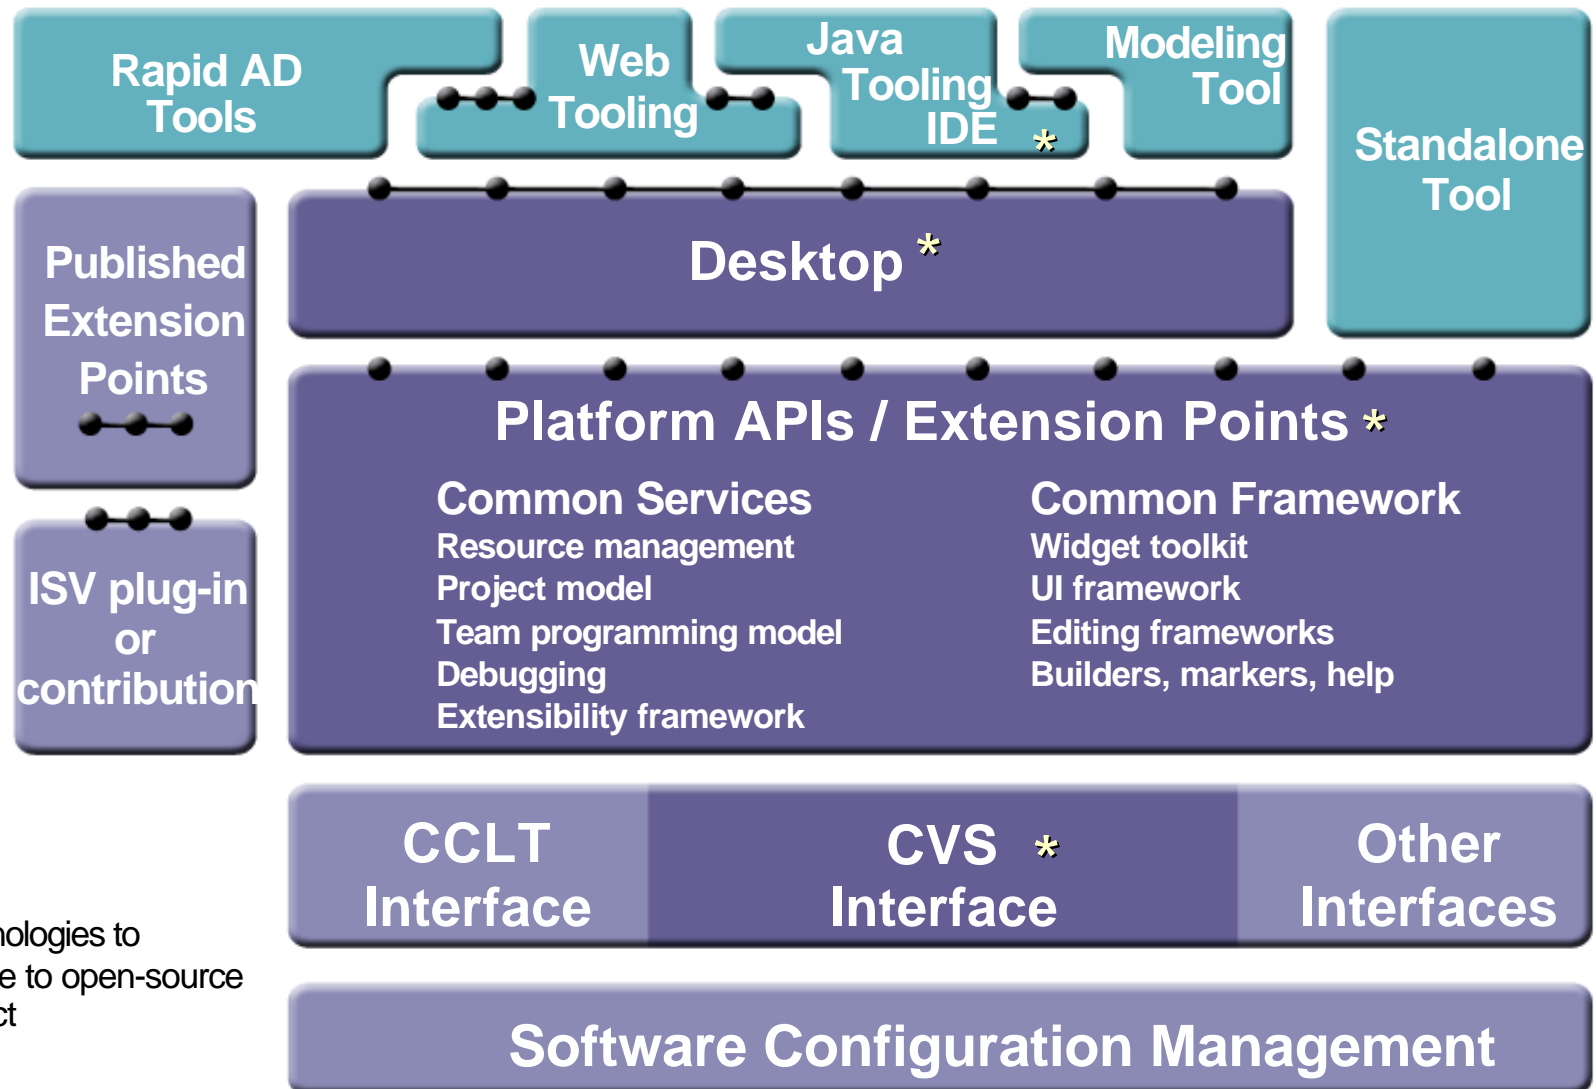 Rapid AD
Tools
Web
Tooling
Java
Tooling
IDE *
Modeling
Tool
Standalone
Tool
Published
Extension
Points
Desktop *
Platform APIs / Extension Points *
Common Services
Resource management
Project model
Team programming model
Debugging
Extensibility framework
Common Framework
Widget toolkit
UI framework
Editing frameworks
Builders, markers, help
ISV plug-in
or
contribution
CCLT
Interface
CVS *
Interface
Other
Interfaces
to
to open-source
Software Configuration Management